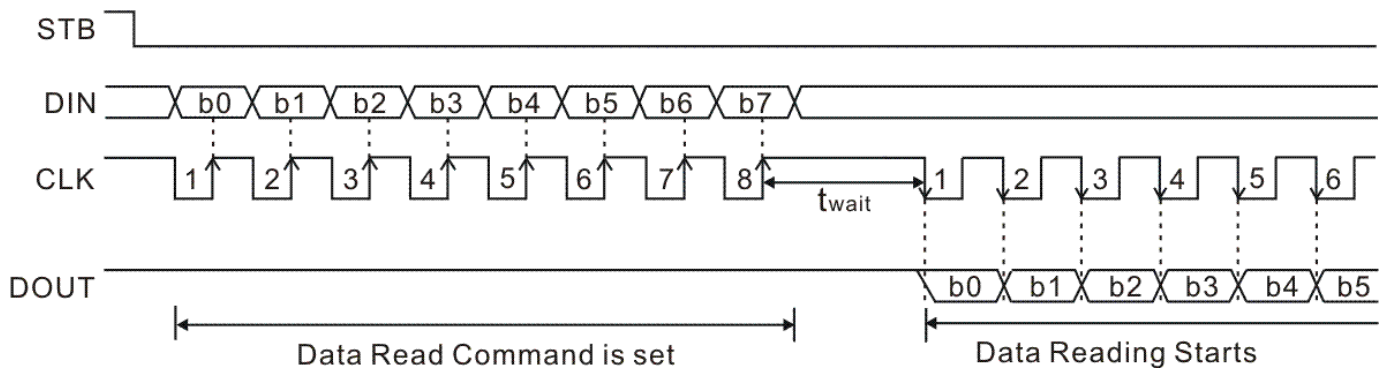 STB
DIN b0 b1 b2 b3 b4 b5 b6 b7
CLK 1 2 3 4 5 6 7 8 1 2 3 4 5 6
twait
DOUT b0 b1 b2 b3 b4 b5
Data Read Command is set Data Reading Starts